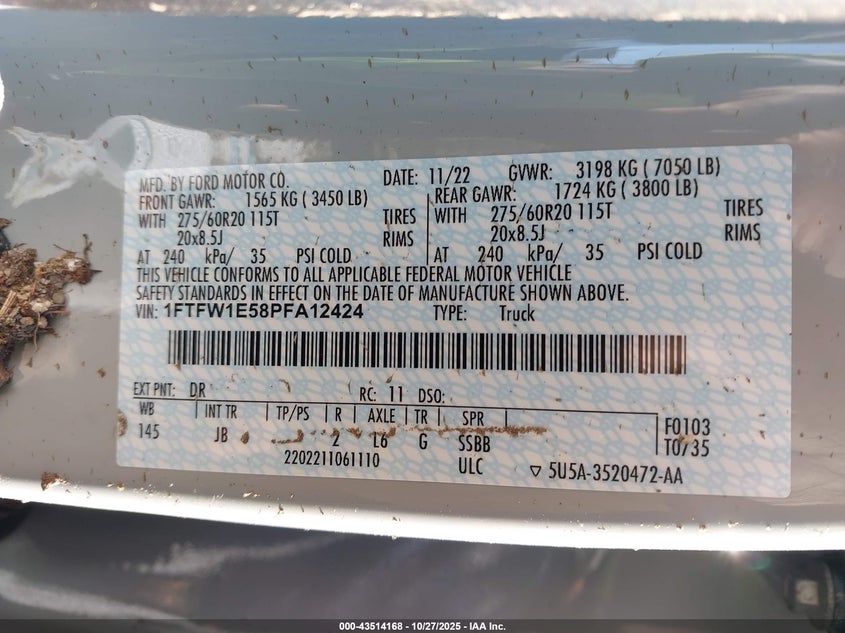 MFD. BY FORD MOTOR CO. DATE: 11/22 GVWR: 3198 KG ( 7050 LB)
FRONT GAWR: 1565 KG ( 3450 LB) REAR GAWR: 1724 KG ( 3800 LB)
WITH 275/60R20 115T TIRES WITH 275/60R20 115T TIRES
20x8.5J RIMS 20x8.5J RIMS
AT 240 kPa/ 35 PSI COLD AT 240 kPa/ 35 PSI COLD
THIS VEHICLE CONFORMS TO ALL APPLICABLE FEDERAL MOTOR VEHICLE
SAFETY STANDARDS IN EFFECT ON THE DATE OF MANUFACTURE SHOWN ABOVE.
VIN: 1FTFW1E58PFA12424 TYPE: Truck
EXT PNT: DR RC: 11 DSO:
WB INT TR TP/PS R AXLE TR SPR F0103
145 JB 2 L6 G SSBB T0/35
2202211061110 ULC ▽ 5U5A-3520472-AA
000-43514168 - 10/27/2025 - IAA Inc.